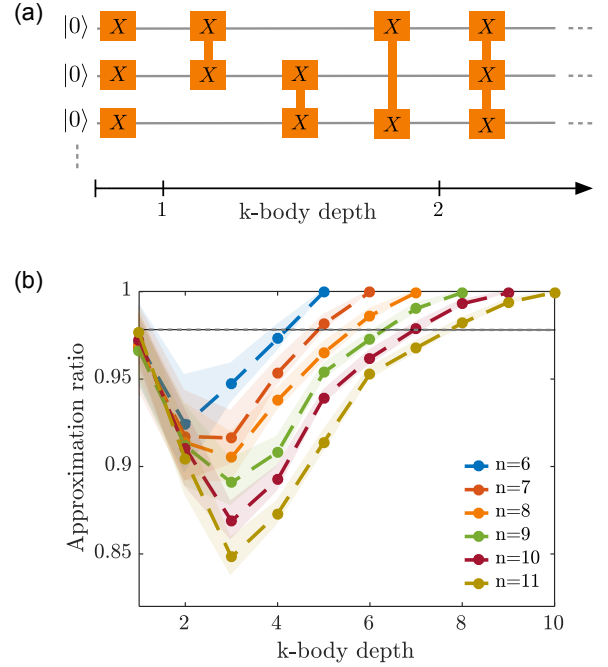 (a)
|0⟩ X X X X
|0⟩ X X X X
|0⟩ X X X X
1 2
k-body depth
(b)
1
0.95
0.9
0.85
Approximation ratio
n=6
n=7
n=8
n=9
n=10
n=11
2 4 6 8 10
k-body depth